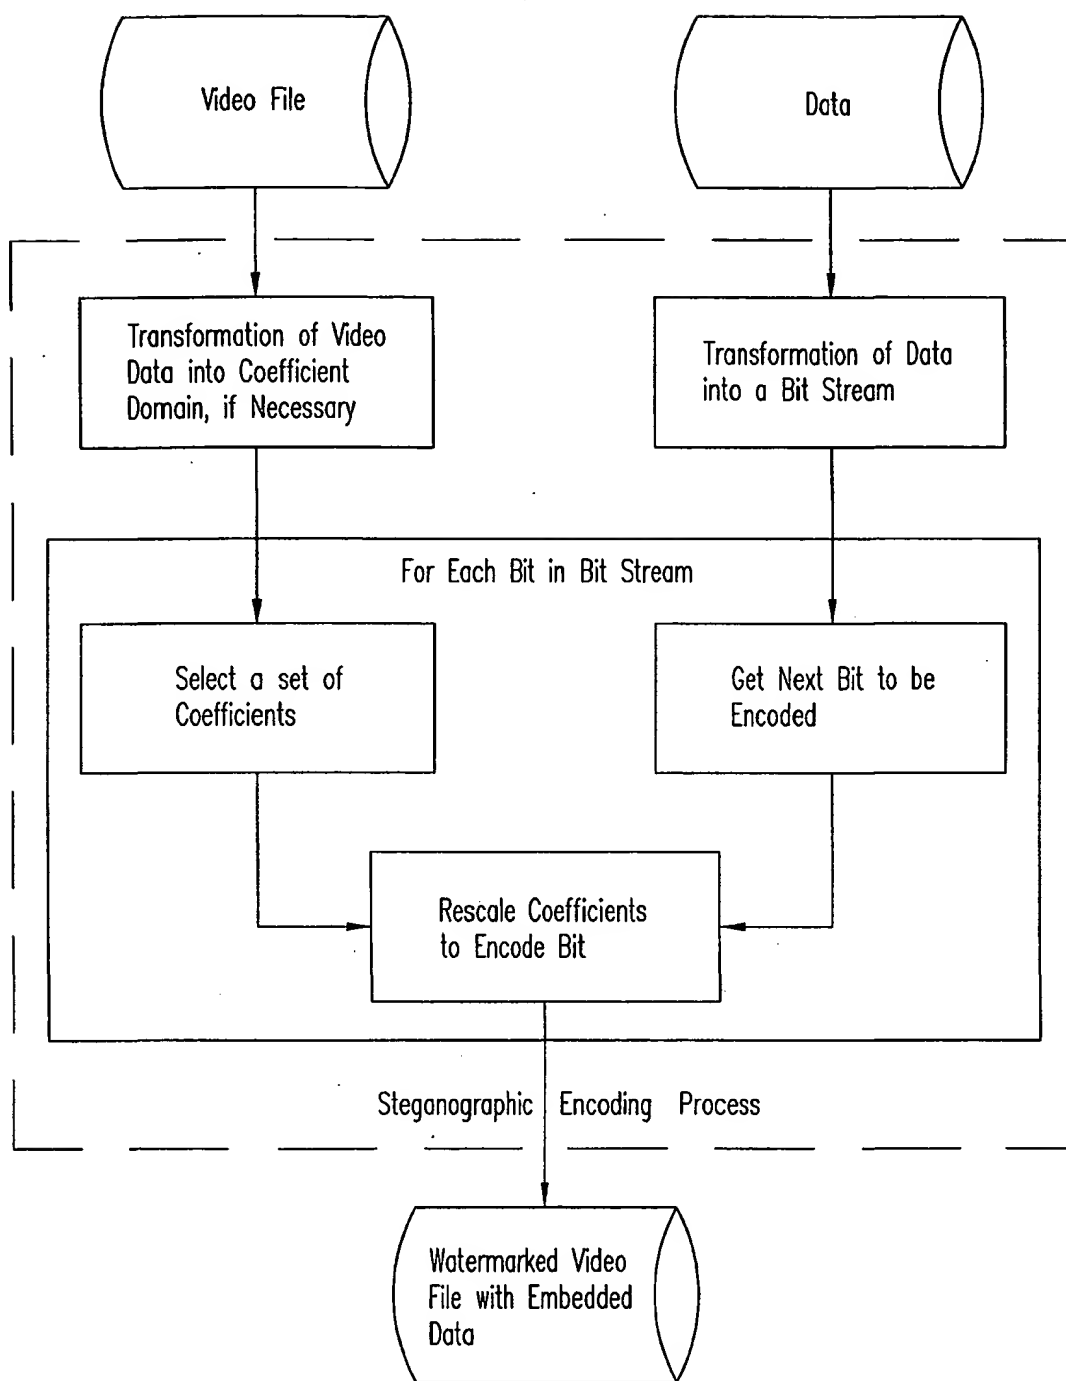 Video File
Data
Transformation of Video
Data into Coefficient
Domain, if Necessary
Transformation of Data
into a Bit Stream
For Each Bit in Bit Stream
Select a set of
Coefficients
Get Next Bit to be
Encoded
Rescale Coefficients
to Encode Bit
Steganographic Encoding Process
Watermarked Video
File with Embedded
Data